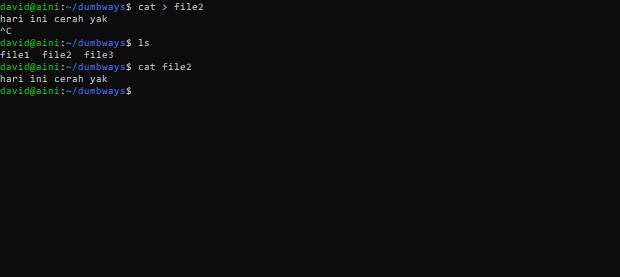 david@aini:~/dumbways$ cat > file2
hari ini cerah yak
^C
david@aini:~/dumbways$ ls
file1  file2  file3
david@aini:~/dumbways$ cat file2
hari ini cerah yak
david@aini:~/dumbways$